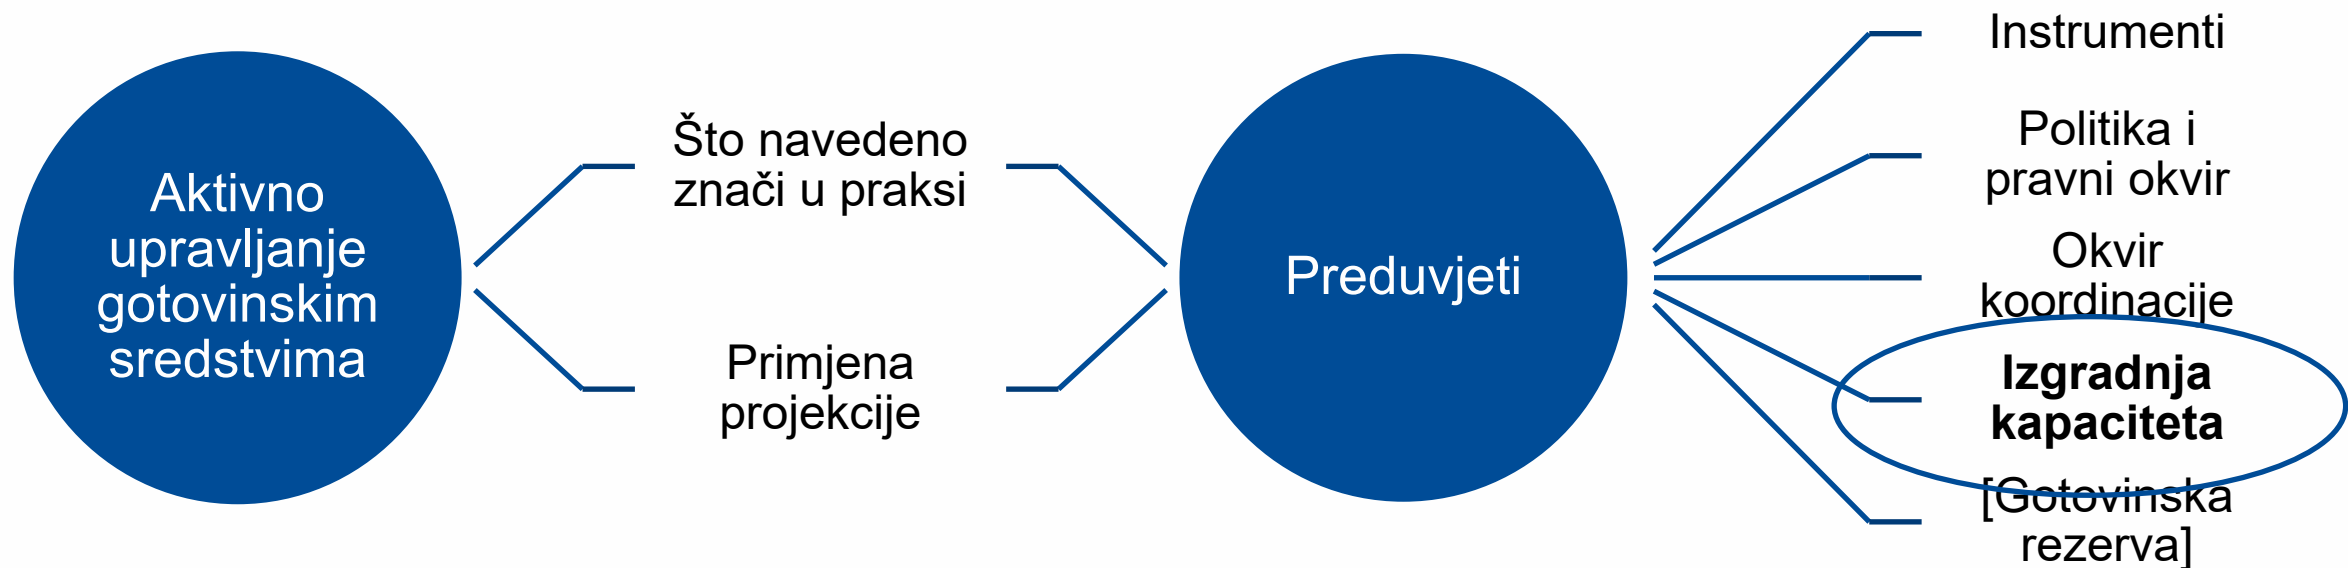 Aktivno
upravljanje
gotovinskim
sredstvima
Što navedeno
znači u praksi
Primjena
projekcije
Preduvjeti
Instrumenti
Politika i
pravni okvir
Okvir
koordinacije
Izgradnja
kapaciteta
[Gotovinska
rezerva]